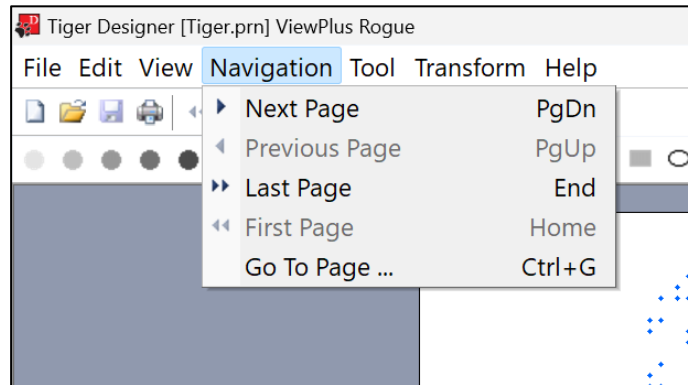 Tiger Designer [Tiger.prn] ViewPlus Rogue
File Edit View Navigation Tool Transform Help
Next Page PgDn
Previous Page PgUp
Last Page End
First Page Home
Go To Page ... Ctrl+G